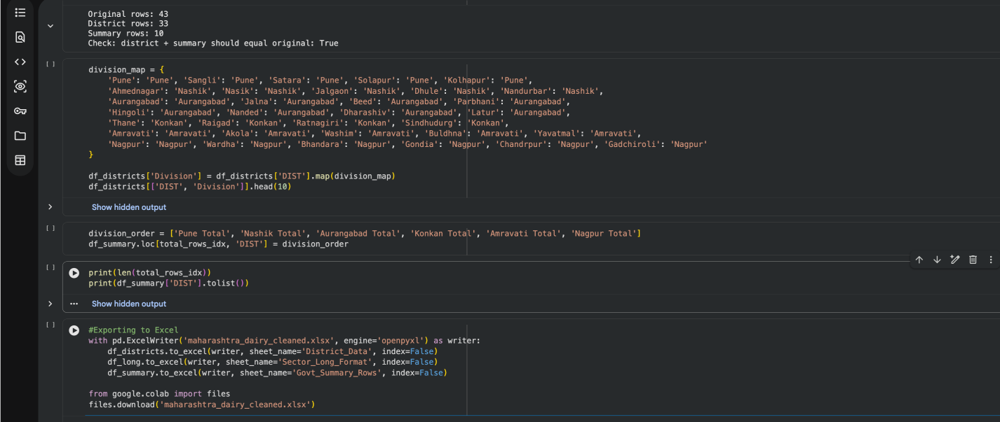 Original rows: 43
District rows: 33
Summary rows: 10
Check: district + summary should equal original: True
[ ]
division_map = {
    'Pune': 'Pune', 'Sangli': 'Pune', 'Satara': 'Pune', 'Solapur': 'Pune', 'Kolhapur': 'Pune',
    'Ahmednagar': 'Nashik', 'Nasik': 'Nashik', 'Jalgaon': 'Nashik', 'Dhule': 'Nashik', 'Nandurbar': 'Nashik',
    'Aurangabad': 'Aurangabad', 'Jalna': 'Aurangabad', 'Beed': 'Aurangabad', 'Parbhani': 'Aurangabad',
    'Hingoli': 'Aurangabad', 'Nanded': 'Aurangabad', 'Dharashiv': 'Aurangabad', 'Latur': 'Aurangabad',
    'Thane': 'Konkan', 'Raigad': 'Konkan', 'Ratnagiri': 'Konkan', 'Sindhudurg': 'Konkan',
    'Amravati': 'Amravati', 'Akola': 'Amravati', 'Washim': 'Amravati', 'Buldhna': 'Amravati', 'Yavatmal': 'Amravati',
    'Nagpur': 'Nagpur', 'Wardha': 'Nagpur', 'Bhandara': 'Nagpur', 'Gondia': 'Nagpur', 'Chandrpur': 'Nagpur', 'Gadchiroli': 'Nagpur'
}
df_districts['Division'] = df_districts['DIST'].map(division_map)
df_districts[['DIST', 'Division']].head(10)
Show hidden output
[ ]
division_order = ['Pune Total', 'Nashik Total', 'Aurangabad Total', 'Konkan Total', 'Amravati Total', 'Nagpur Total']
df_summary.loc[total_rows_idx, 'DIST'] = division_order
[ ]
print(len(total_rows_idx))
print(df_summary['DIST'].tolist())
Show hidden output
[ ]
#Exporting to Excel
with pd.ExcelWriter('maharashtra_dairy_cleaned.xlsx', engine='openpyxl') as writer:
    df_districts.to_excel(writer, sheet_name='District_Data', index=False)
    df_long.to_excel(writer, sheet_name='Sector_Long_Format', index=False)
    df_summary.to_excel(writer, sheet_name='Govt_Summary_Rows', index=False)
from google.colab import files
files.download('maharashtra_dairy_cleaned.xlsx')